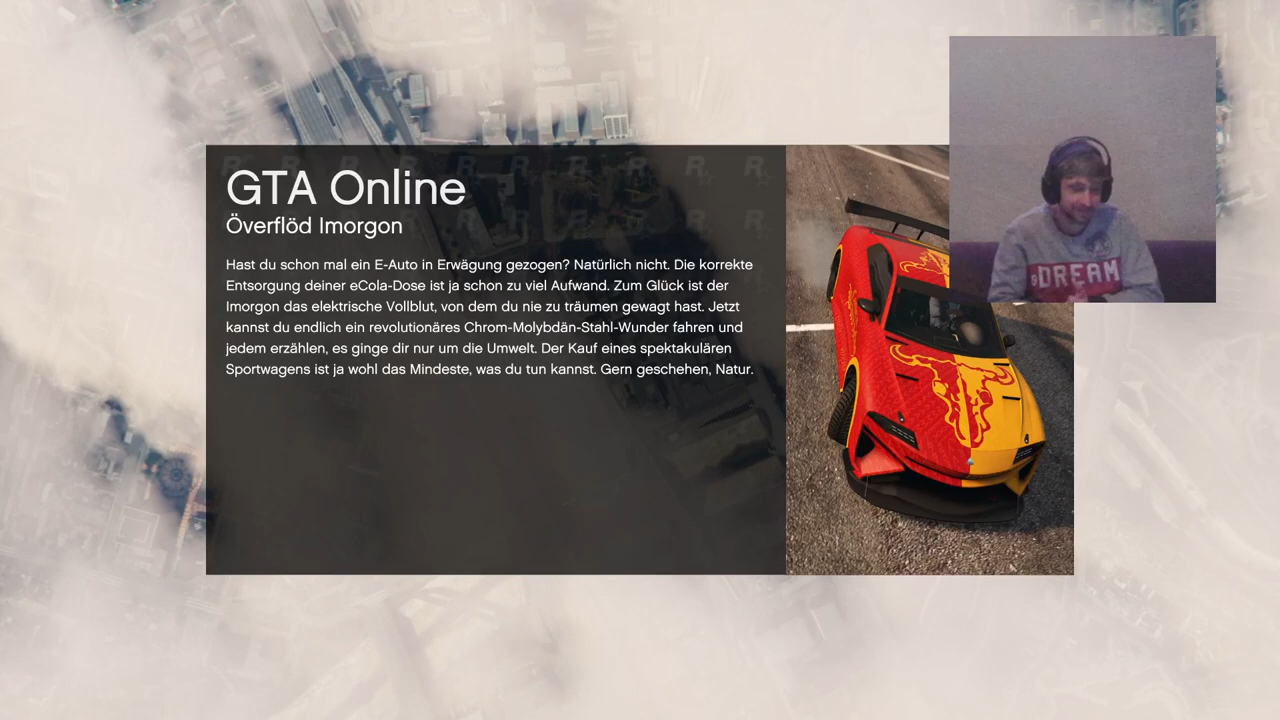 GTA Online
Överflöd Imorgon
Hast du schon mal ein E-Auto in Erwägung gezogen? Natürlich nicht. Die korrekte
Entsorgung deiner eCola-Dose ist ja schon zu viel Aufwand. Zum Glück ist der
Imorgon das elektrische Vollblut, von dem du nie zu träumen gewagt hast. Jetzt
kannst du endlich ein revolutionäres Chrom-Molybdän-Stahl-Wunder fahren und
jedem erzählen, es ginge dir nur um die Umwelt. Der Kauf eines spektakulären
Sportwagens ist ja wohl das Mindeste, was du tun kannst. Gern geschehen, Natur.
DREAM